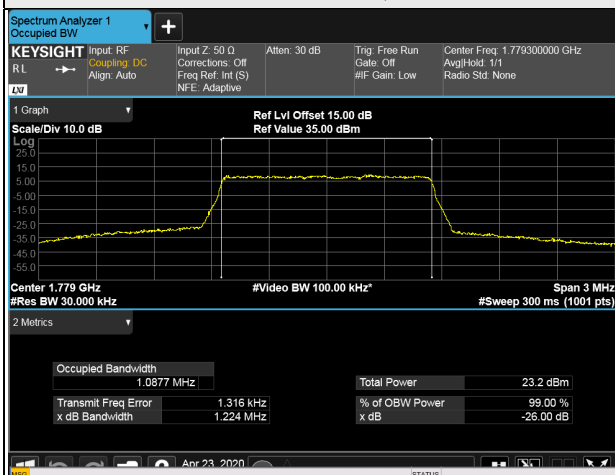 Spectrum Analyzer 1
Occupied BW
KEYSIGHT
RL
LXI
Input: RF
Coupling: DC
Align: Auto
Input Z: 50 Ω
Corrections: Off
Freq Ref: Int (S)
NFE: Adaptive
Atten: 30 dB
Trig: Free Run
Gate: Off
#IF Gain: Low
Center Freq: 1.779300000 GHz
Avg|Hold: 1/1
Radio Std: None
1 Graph
Scale/Div 10.0 dB
Ref Lvl Offset 15.00 dB
Ref Value 35.00 dBm
Log
25.0
15.0
5.00
-5.00
-15.0
-25.0
-35.0
-45.0
-55.0
Center 1.779 GHz
#Res BW 30.000 kHz
#Video BW 100.00 kHz*
Span 3 MHz
#Sweep 300 ms (1001 pts)
2 Metrics
Occupied Bandwidth
1.0877 MHz
Transmit Freq Error 1.316 kHz
x dB Bandwidth 1.224 MHz
Total Power 23.2 dBm
% of OBW Power 99.00 %
x dB -26.00 dB
Apr 23, 2020
MSG
STATUS